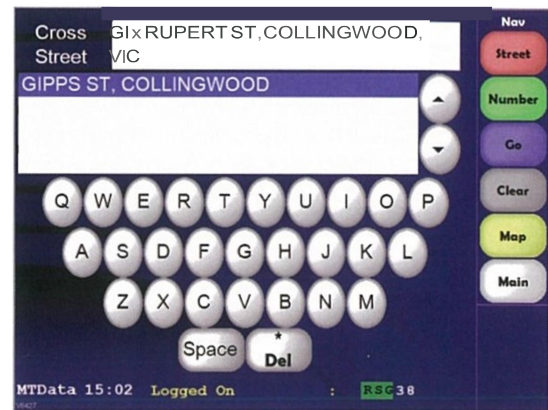 Nav
Cross Street
GI x RUPERT ST, COLLINGWOOD,
VIC
GIPPS ST, COLLINGWOOD
Street
Number
Go
Clear
Map
Main
Q W E R T Y U I O P
A S D F G H J K L
Z X C V B N M
Space
*
Del
MTData 15:02 Logged On : RSG38